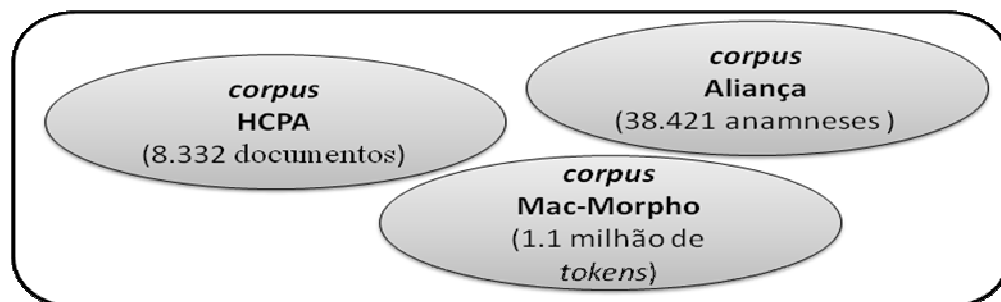 corpus
HCPA
(8.332 documentos)
corpus
Aliança
(38.421 anamneses )
corpus
Mac-Morpho
(1.1 milhão de
tokens)